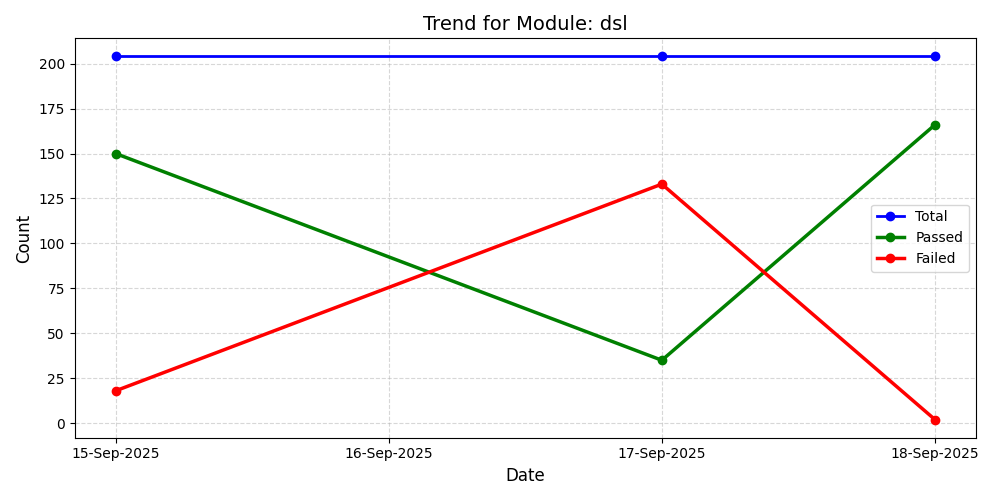 Trend for Module: dsl
200
175
150
125
100
75
50
25
0
Count
Total
Passed
Failed
15-Sep-2025
16-Sep-2025
17-Sep-2025
18-Sep-2025
Date